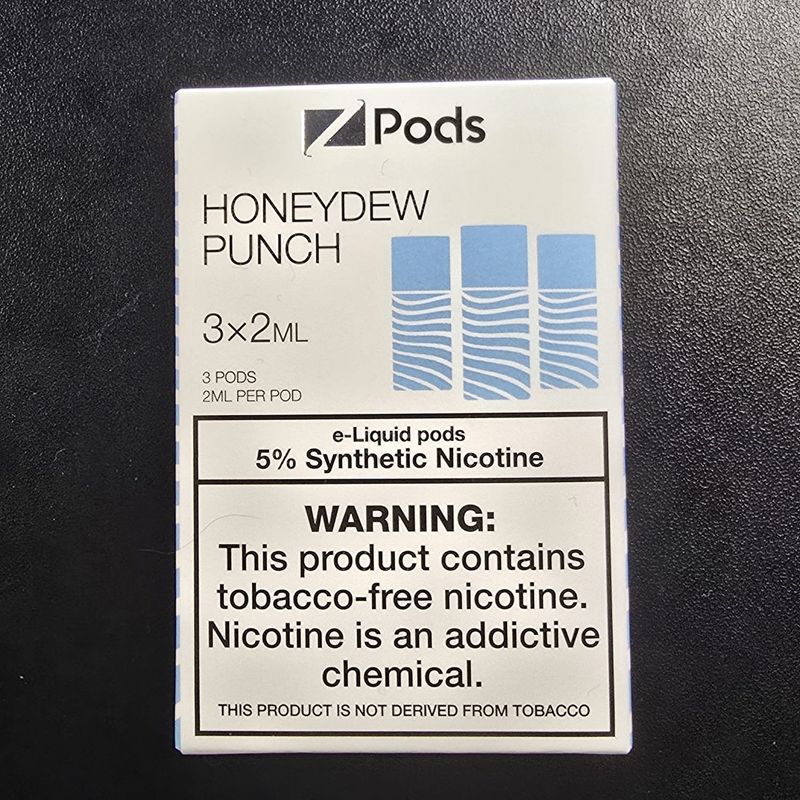 Z Pods
HONEYDEW
PUNCH
3×2ML
3 PODS
2ML PER POD
e-Liquid pods
5% Synthetic Nicotine
WARNING:
This product contains
tobacco-free nicotine.
Nicotine is an addictive
chemical.
THIS PRODUCT IS NOT DERIVED FROM TOBACCO